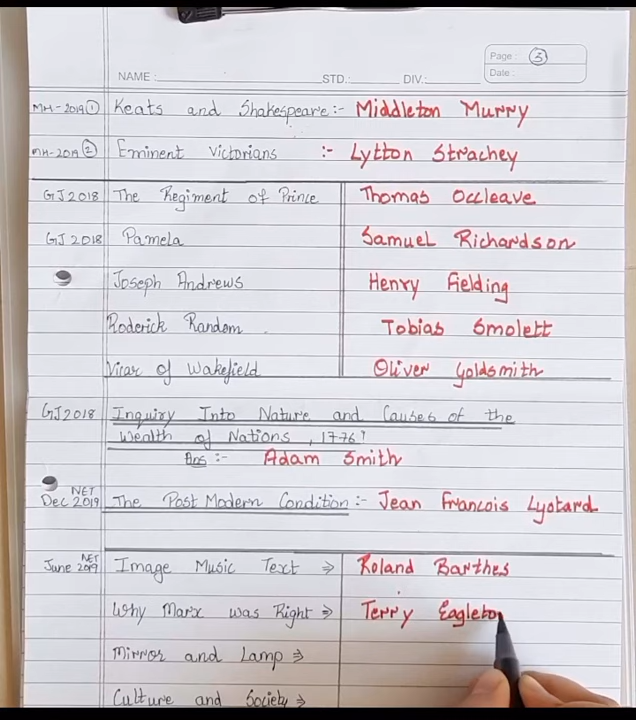 Page : 3
Date :
NAME : STD.: DIV.:
MH-2019 1 Keats and Shakespeare:- Middleton Murry
MH-2019 2 Eminent Victorians :- Lytton Strachey
GJ2018 The Regiment of Prince Thomas Occleave
GJ 2018 Pamela Samuel Richardson
Joseph Andrews Henry Fielding
Roderick Random Tobias Smolett
Vicar of Wakefield Oliver Goldsmith
GJ2018 Inquiry Into Nature and Causes of the
Wealth of Nations, 1776?
Ans :- Adam Smith
NET
Dec 2019 The Post Modern Condition :- Jean Francois Lyotard
NET
June 2019 Image Music Text ⇒ Roland Barthes
Why Marx was Right ⇒ Terry Eagleto
Mirror and Lamp ⇒
Culture and Society ⇒